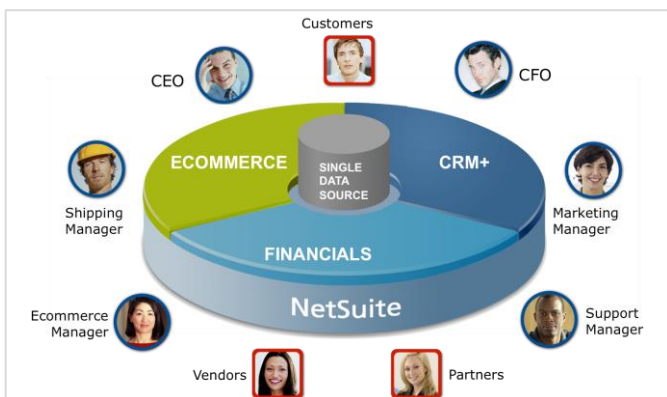 Customers
CEO
CFO
ECOMMERCE
SINGLE
DATA
SOURCE
CRM+
Shipping
Manager
Marketing
Manager
FINANCIALS
NetSuite
Ecommerce
Manager
Support
Manager
Vendors
Partners